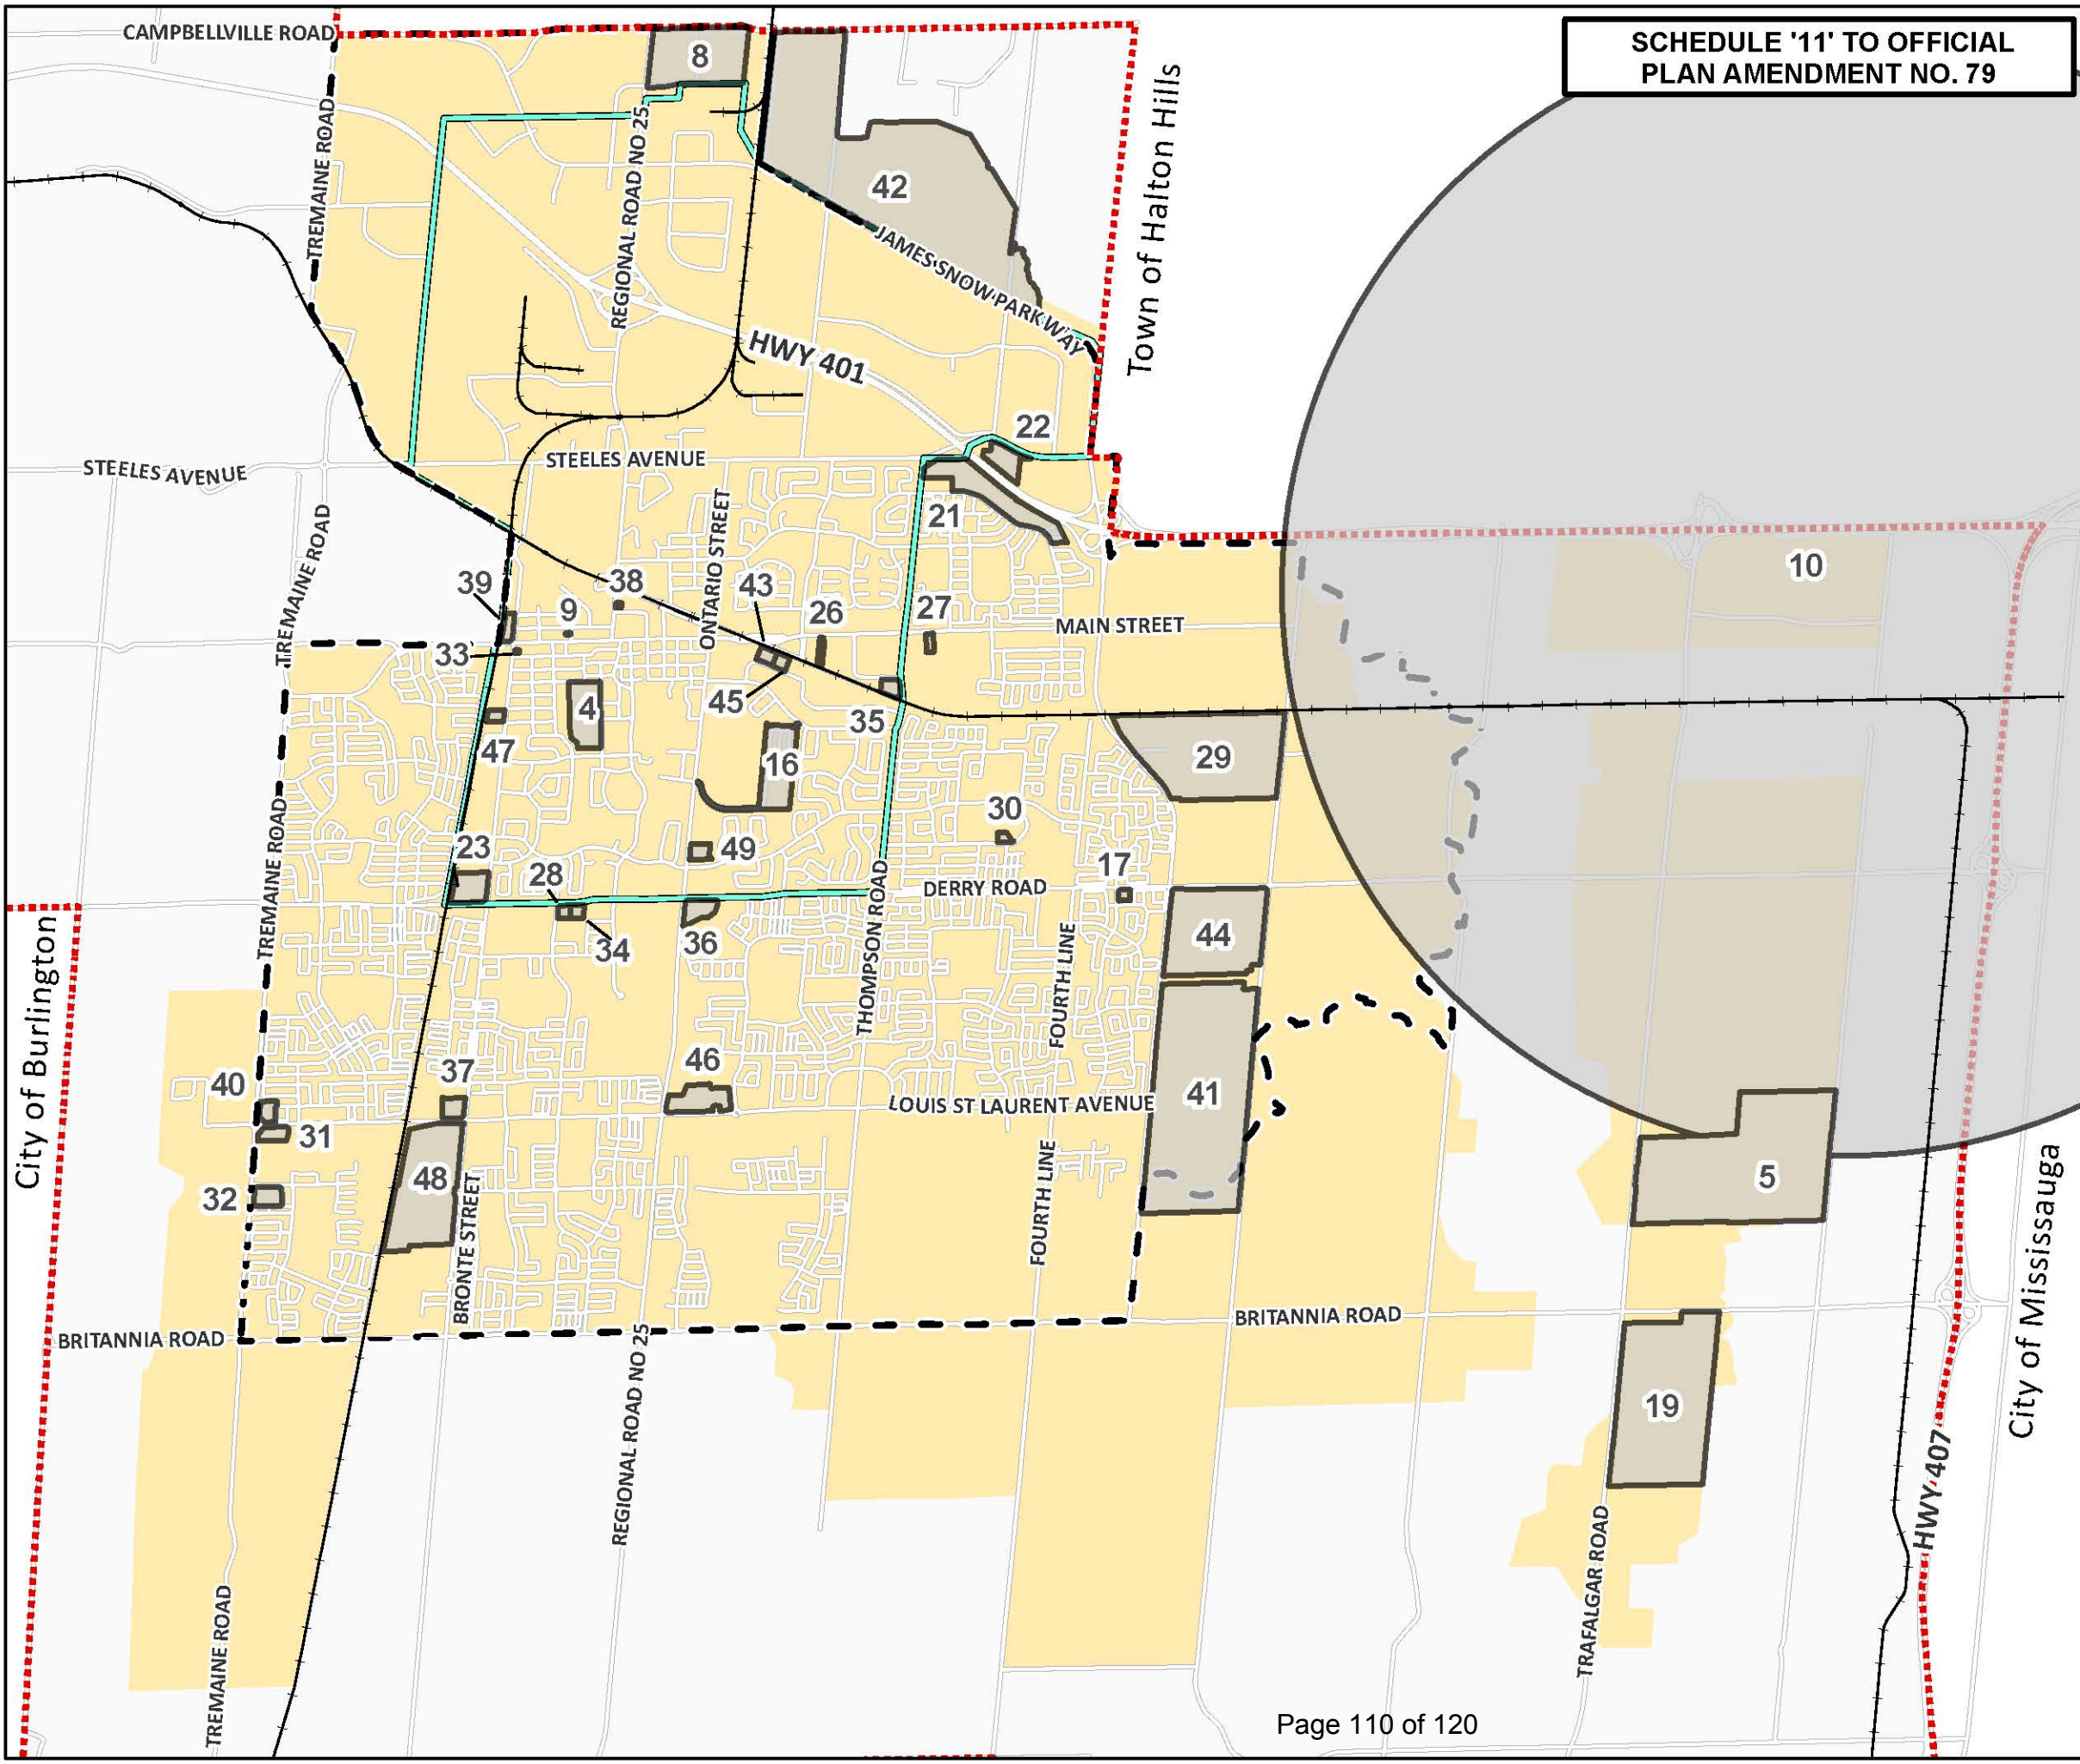 CAMPBELLVILLE ROAD
SCHEDULE '11' TO OFFICIAL
PLAN AMENDMENT NO. 79
8
TREMAINE ROAD
REGIONAL ROAD NO 25
42
Town of Halton Hills
JAMES SNOW PARKWAY
HWY 401
22
STEELES AVENUE
STEELES AVENUE
21
ONTARIO STREET
TREMAINE ROAD
10
39
38
43
9
26
27
MAIN STREET
33
45
4
35
47
16
29
30
TREMAINE ROAD
23
49
28
17
DERRY ROAD
THOMPSON ROAD
34
36
44
City of Burlington
FOURTH LINE
46
37
40
41
LOUIS ST LAURENT AVENUE
31
48
5
32
BRONTE STREET
FOURTH LINE
City of Mississauga
BRITANNIA ROAD
BRITANNIA ROAD
REGIONAL ROAD NO 25
19
HWY 407
TRAFALGAR ROAD
TREMAINE ROAD
Page 110 of 120